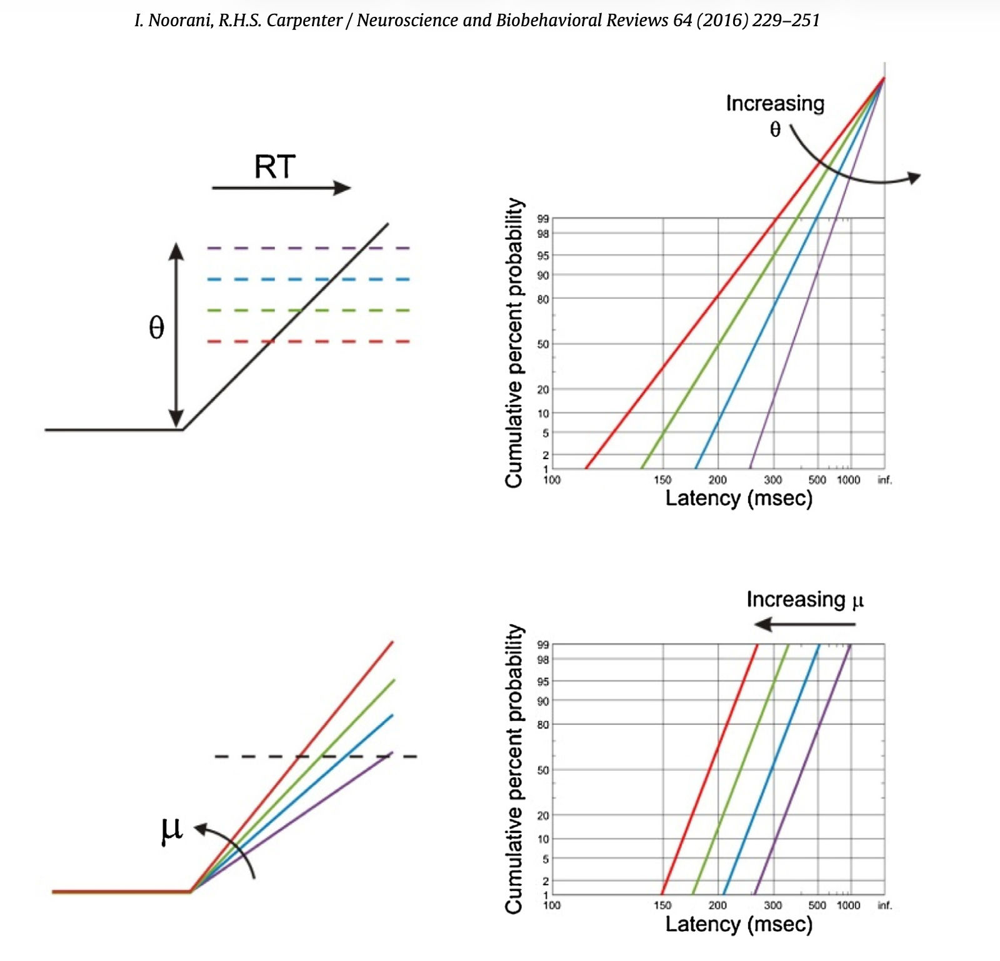 I. Noorani, R.H.S. Carpenter / Neuroscience and Biobehavioral Reviews 64 (2016) 229–251
RT
θ
Increasing
θ
Cumulative percent probability
99
98
95
90
80
50
20
10
5
2
1
100 150 200 300 500 1000 inf.
Latency (msec)
μ
Increasing μ
Cumulative percent probability
99
98
95
90
80
50
20
10
5
2
1
100 150 200 300 500 1000 inf.
Latency (msec)